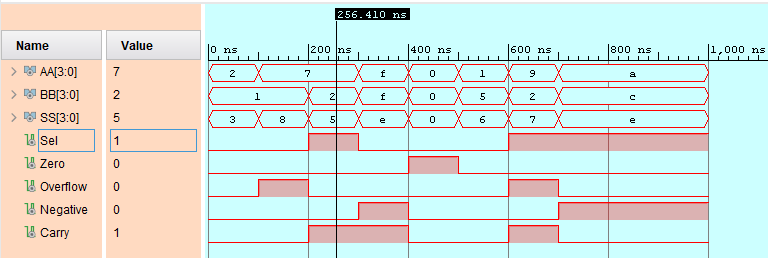 256.410 ns
Name Value
0 ns 200 ns 400 ns 600 ns 800 ns 1,000 ns
AA[3:0] 7 2 7 f 0 1 9 a
BB[3:0] 2 1 2 f 0 5 2 c
SS[3:0] 5 3 8 5 e 0 6 7 e
Sel 1
Zero 0
Overflow 0
Negative 0
Carry 1